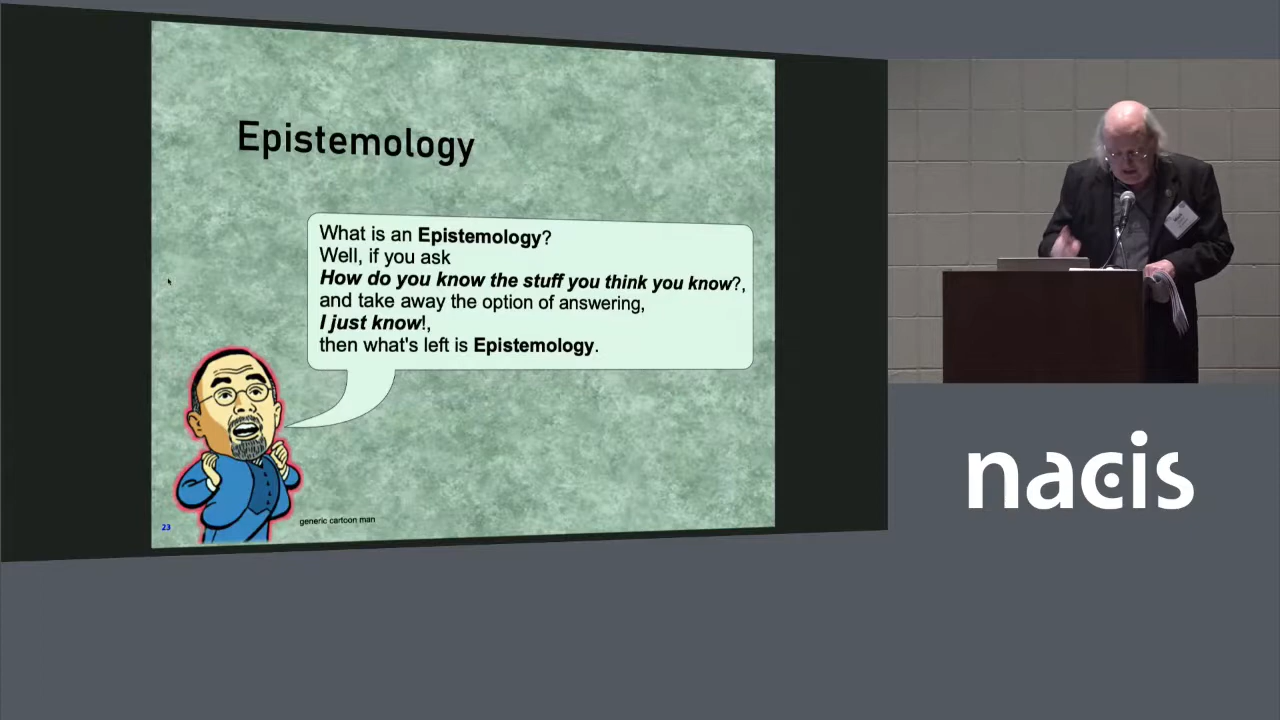 Epistemology
What is an Epistemology?
Well, if you ask
How do you know the stuff you think you know?,
and take away the option of answering,
I just know!,
then what's left is Epistemology.
23
generic cartoon man
nacis